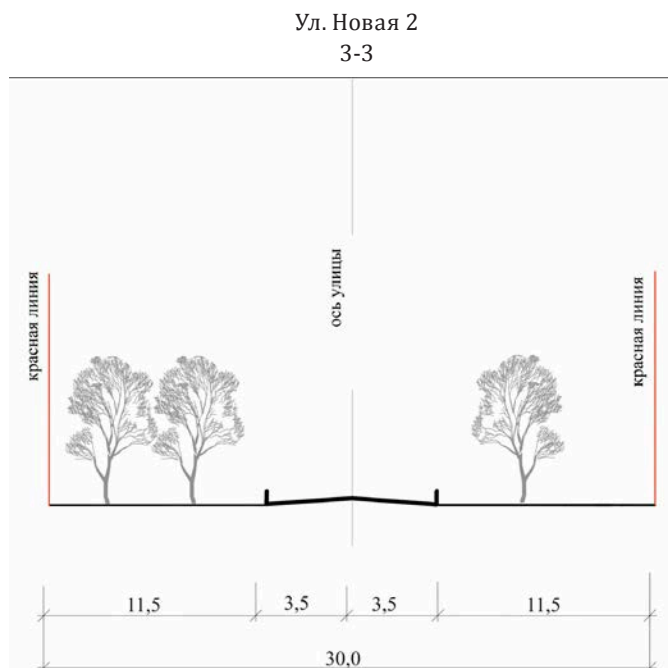 Ул. Новая 2
3-3
красная линия
ось улицы
красная линия
11,5
3,5
3,5
11,5
30,0